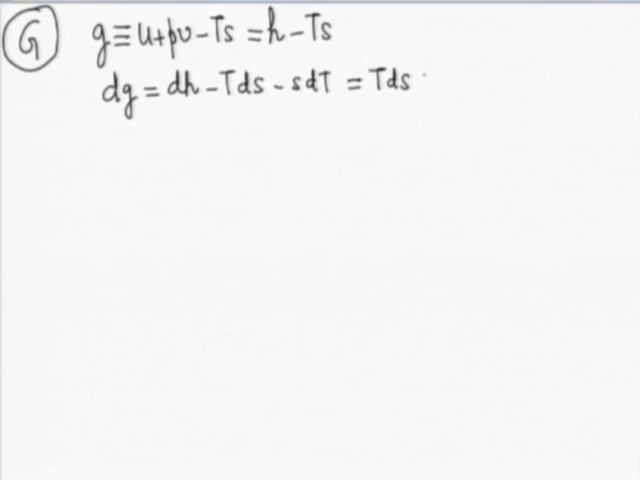 G g ≡ u+pv-Ts = h-Ts
dg = dh - Tds - sdT = Tds